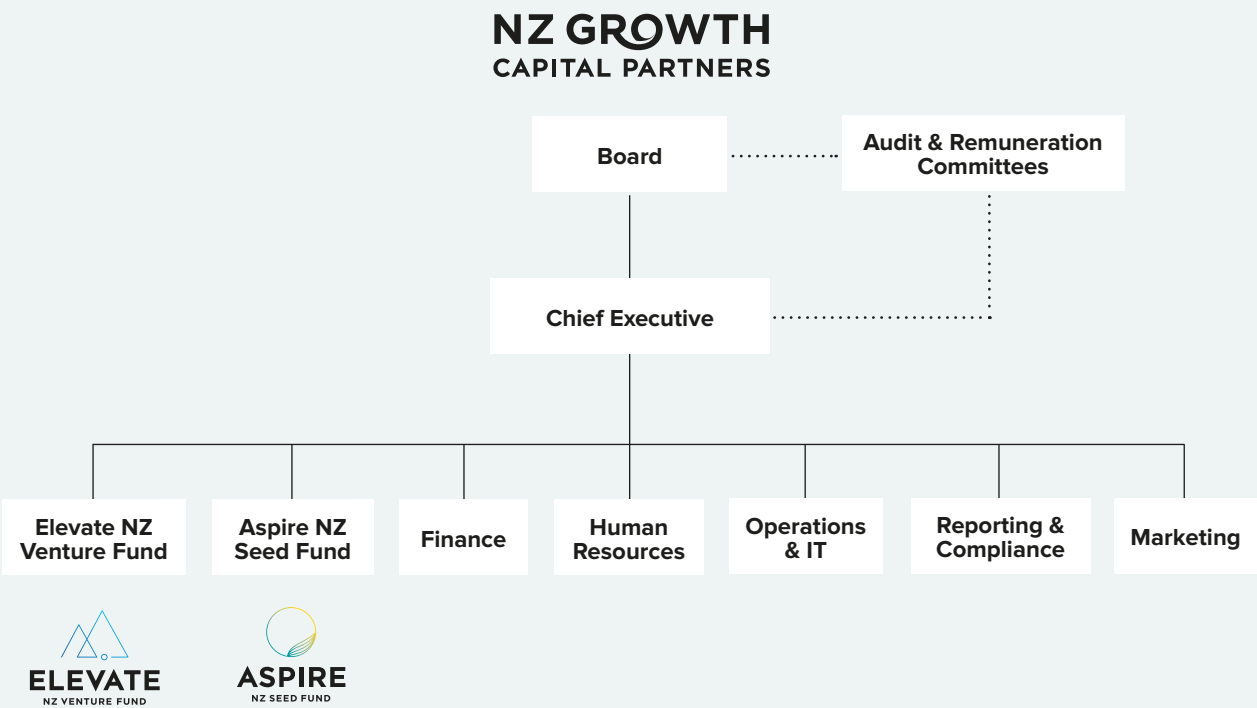 NZ GROWTH
CAPITAL PARTNERS
Board
Audit & Remuneration
Committees
Chief Executive
Elevate NZ
Venture Fund
Aspire NZ
Seed Fund
Finance
Human
Resources
Operations
& IT
Reporting &
Compliance
Marketing
ELEVATE
NZ VENTURE FUND
ASPIRE
NZ SEED FUND